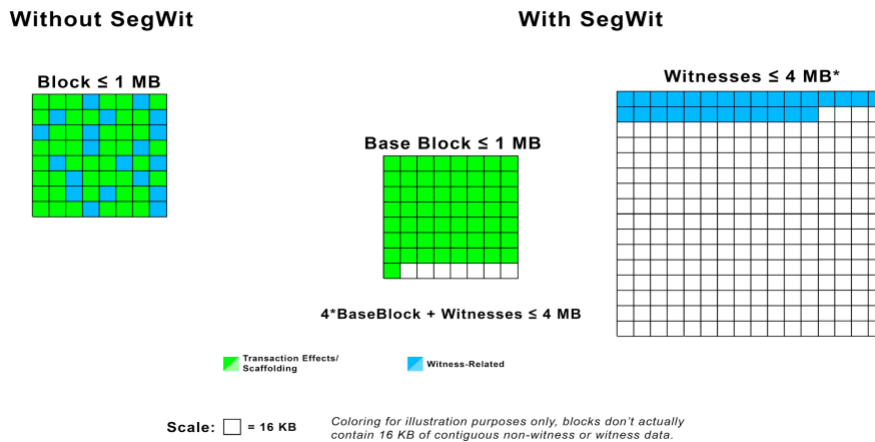 Without SegWit
With SegWit
Block ≤ 1 MB
Witnesses ≤ 4 MB*
Base Block ≤ 1 MB
4*BaseBlock + Witnesses ≤ 4 MB
Transaction Effects/
Scaffolding
Witness-Related
Scale: = 16 KB
Coloring for illustration purposes only, blocks don't actually
contain 16 KB of contiguous non-witness or witness data.